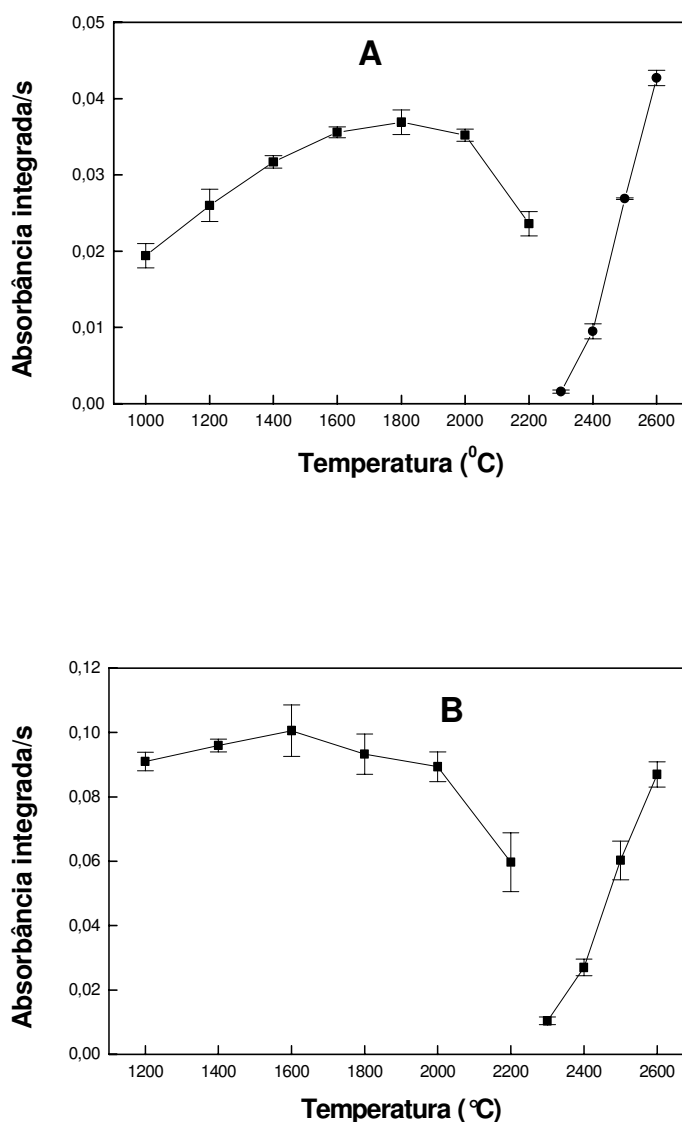 A
Absorbância integrada/s
0,05
0,04
0,03
0,02
0,01
0,00
1000 1200 1400 1600 1800 2000 2200 2400 2600
Temperatura (⁰C)
B
Absorbância integrada/s
0,12
0,10
0,08
0,06
0,04
0,02
0,00
1200 1400 1600 1800 2000 2200 2400 2600
Temperatura (°C)